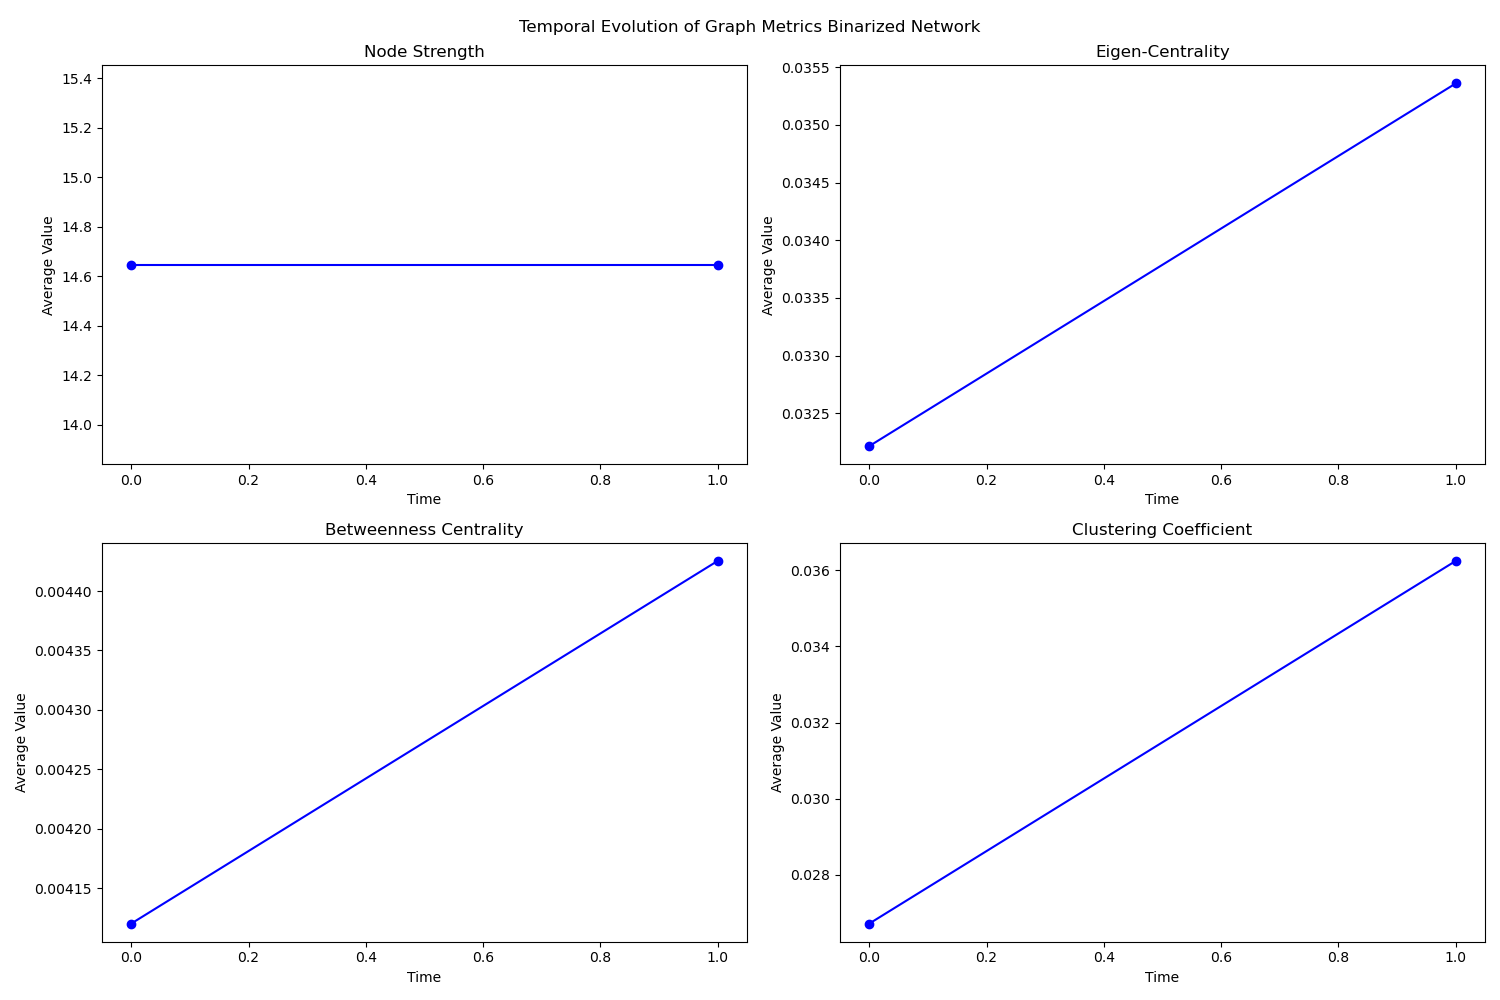 Temporal Evolution of Graph Metrics Binarized Network
Node Strength
15.4
15.2
15.0
14.8
14.6
14.4
14.2
14.0
Average Value
0.0 0.2 0.4 0.6 0.8 1.0
Time
Eigen-Centrality
0.0355
0.0350
0.0345
0.0340
0.0335
0.0330
0.0325
Average Value
0.0 0.2 0.4 0.6 0.8 1.0
Time
Betweenness Centrality
0.00440
0.00435
0.00430
0.00425
0.00420
0.00415
Average Value
0.0 0.2 0.4 0.6 0.8 1.0
Time
Clustering Coefficient
0.036
0.034
0.032
0.030
0.028
Average Value
0.0 0.2 0.4 0.6 0.8 1.0
Time